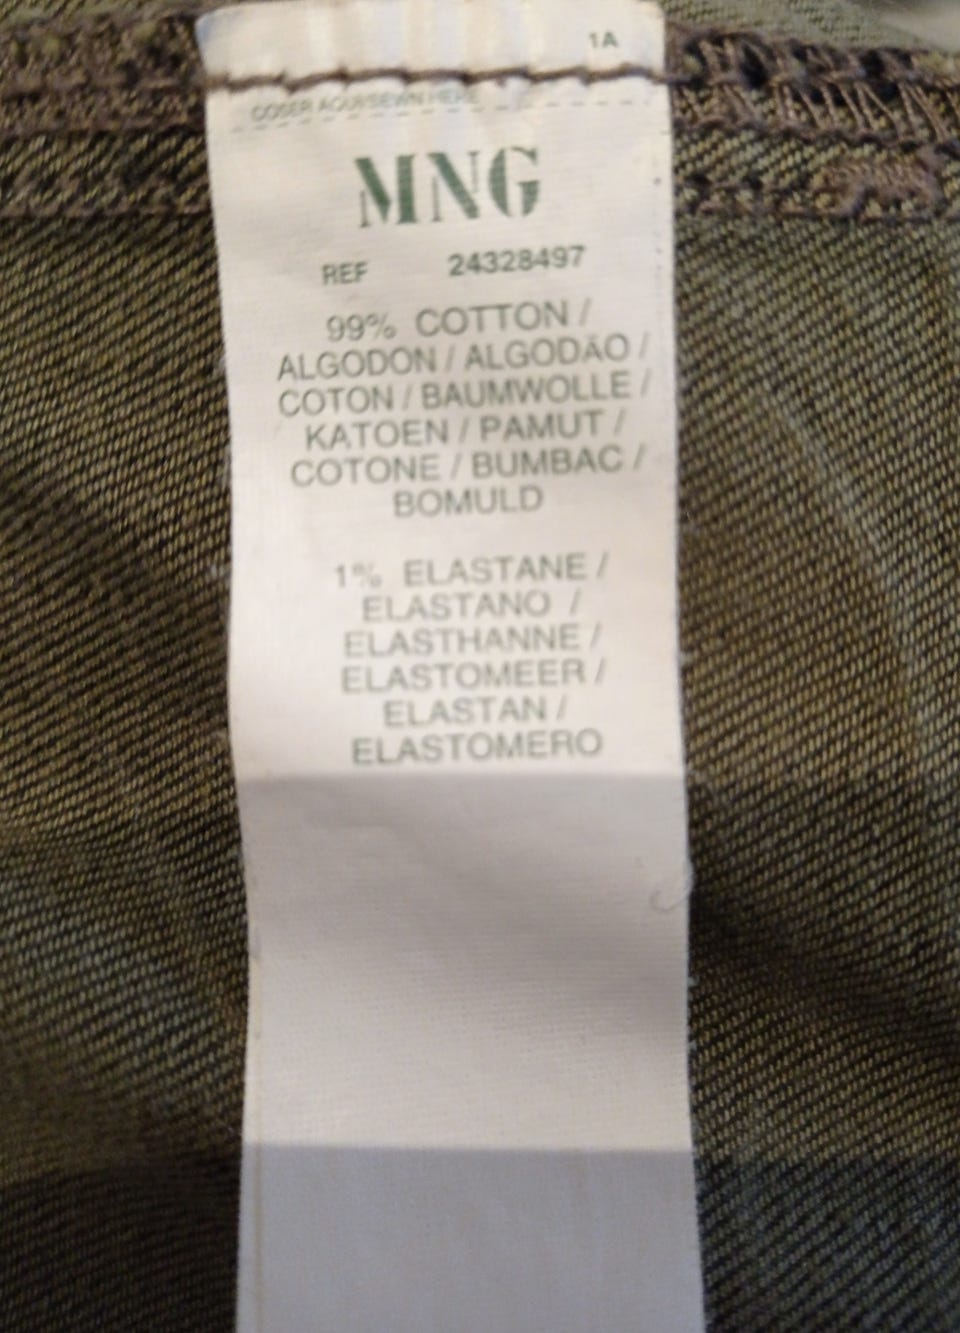 1A
COSER AQUI/SEWN HERE
MNG
REF 24328497
99% COTTON /
ALGODON / ALGODÃO /
COTON / BAUMWOLLE /
KATOEN / PAMUT /
COTONE / BUMBAC /
BOMULD
1% ELASTANE /
ELASTANO /
ELASTHANNE /
ELASTOMEER /
ELASTAN /
ELASTOMERO